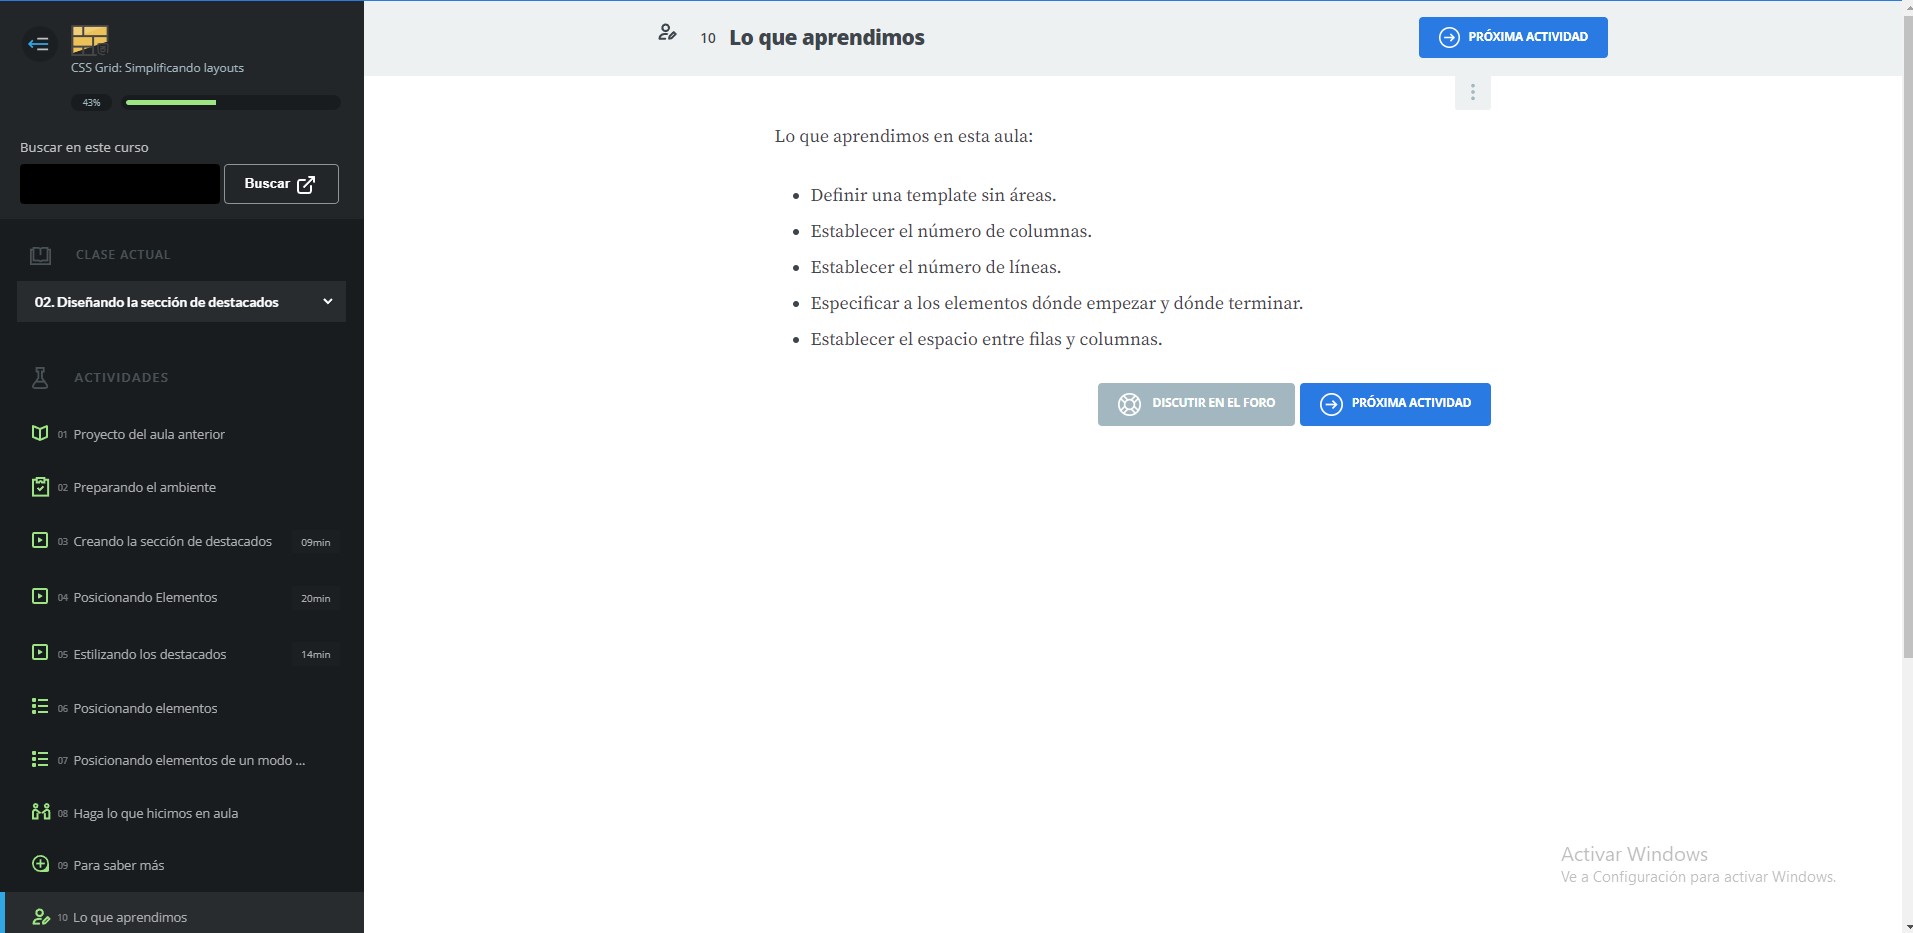 CSS Grid: Simplificando layouts
43%
Buscar en este curso
Buscar
CLASE ACTUAL
02. Diseñando la sección de destacados
ACTIVIDADES
01 Proyecto del aula anterior
02 Preparando el ambiente
03 Creando la sección de destacados 09min
04 Posicionando Elementos 20min
05 Estilizando los destacados 14min
06 Posicionando elementos
07 Posicionando elementos de un modo ...
08 Haga lo que hicimos en aula
09 Para saber más
10 Lo que aprendimos
10 Lo que aprendimos
PRÓXIMA ACTIVIDAD
Lo que aprendimos en esta aula:
• Definir una template sin áreas.
• Establecer el número de columnas.
• Establecer el número de líneas.
• Especificar a los elementos dónde empezar y dónde terminar.
• Establecer el espacio entre filas y columnas.
DISCUTIR EN EL FORO
PRÓXIMA ACTIVIDAD
Activar Windows
Ve a Configuración para activar Windows.